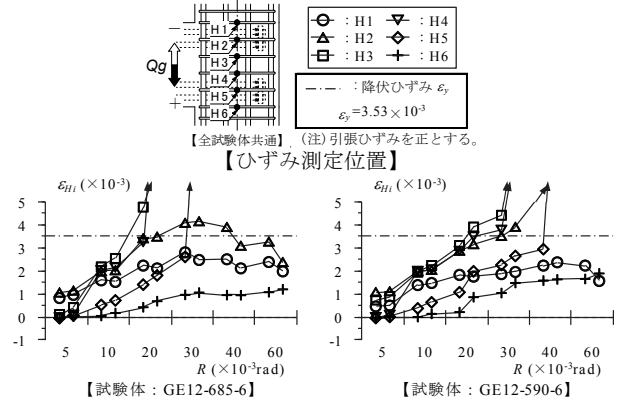 H1
H2
H3
H4
H5
H6
− Qg +
○ : H1 ▽ : H4
△ : H2 ◇ : H5
□ : H3 + : H6
—·—·— : 降伏ひずみ εy
εy=3.53×10⁻³
【全試験体共通】 (注)引張ひずみを正とする。
【ひずみ測定位置】
εHi (×10⁻³)
5
4
3
2
1
0
-1
5 10 20 30 40 60
R (×10⁻³rad)
【試験体：GE12-685-6】
εHi (×10⁻³)
5
4
3
2
1
0
-1
5 10 20 30 40 60
R (×10⁻³rad)
【試験体：GE12-590-6】